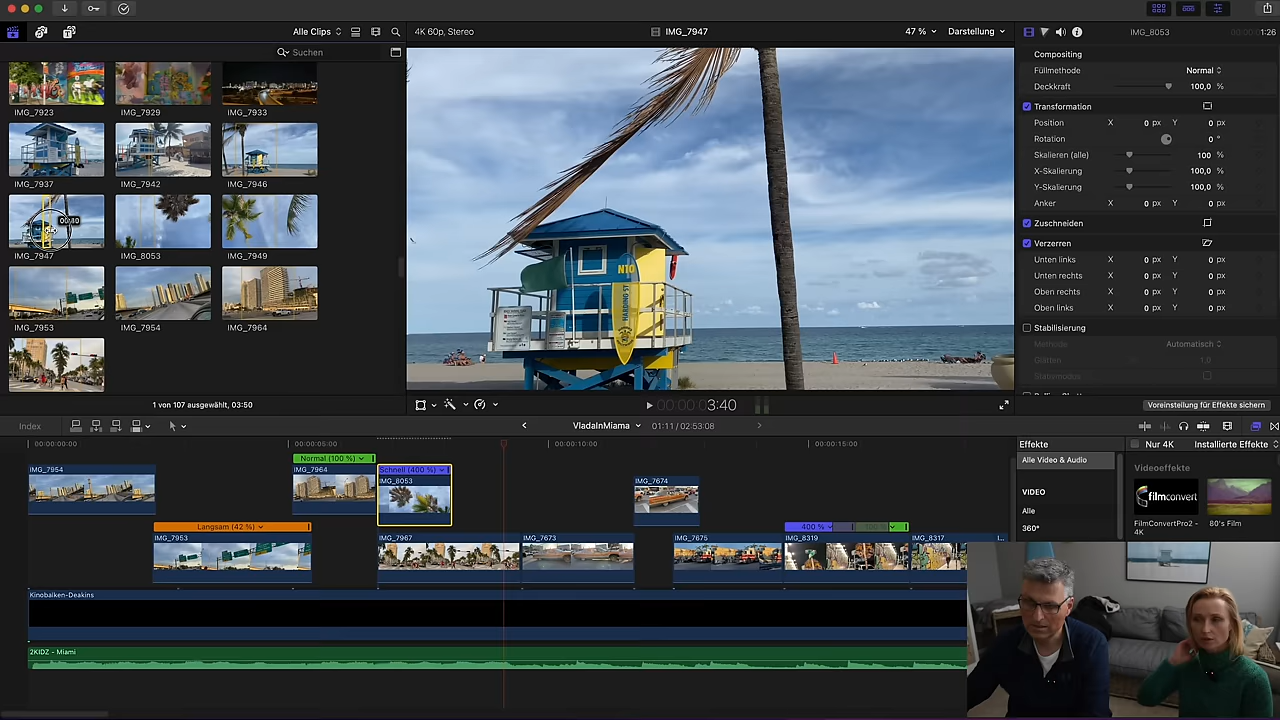 All Clips
Suchen
4K 60p, Stereo
IMG_7947
47 %
Darstellung
IMG_8053
1:26
IMG_7923
IMG_7929
IMG_7933
IMG_7937
IMG_7942
IMG_7946
IMG_7947
IMG_8053
IMG_7949
IMG_7953
IMG_7954
IMG_7964
1 von 107 ausgewählt, 03:50
N10
HARDING ST
00:00:00:03:40
Compositing
Füllmethode Normal
Deckkraft 100,0 %
Transformation
Position X 0 px Y 0 px
Rotation 0 °
Skalieren (alle) 100 %
X-Skalierung 100,0 %
Y-Skalierung 100,0 %
Anker X 0 px Y 0 px
Zuschneiden
Verzerren
Unten links X 0 px Y 0 px
Unten rechts X 0 px Y 0 px
Oben rechts X 0 px Y 0 px
Oben links X 0 px Y 0 px
Stabilisierung
Methode Automatisch
Glätten 1,0
Stativmodus
Voreinstellung für Effekte sichern
Index
VladaInMiama
01:11 / 02:53:08
00:00:00:00
00:00:05:00
00:00:10:00
00:00:15:00
Normal (100 %)
IMG_7954
IMG_7964
Schnell (400 %)
IMG_8053
IMG_7674
Langsam (42 %)
400 %
IMG_7953
IMG_7967
IMG_7673
IMG_7675
IMG_8319
IMG_8317
Kinobalken-Deakins
2KIDZ - Miami
Effekte
Nur 4K
Installierte Effekte
Alle Video & Audio
VIDEO
Alle
360°
Videoeffekte
filmconvert
FilmConvertPro2 - 4K
80's Film